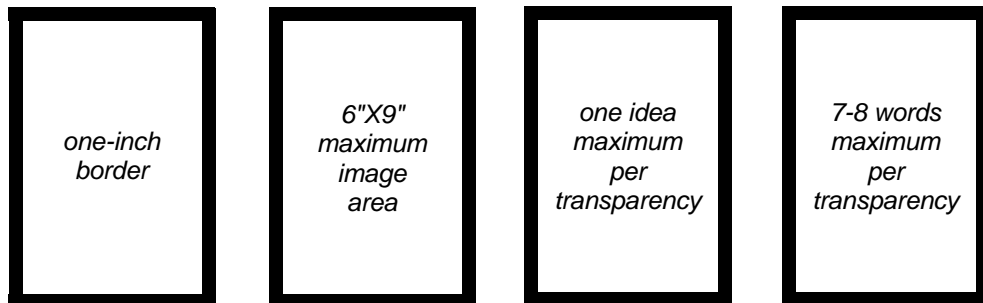 one-inch
border
6"X9"
maximum
image
area
one idea
maximum
per
transparency
7-8 words
maximum
per
transparency